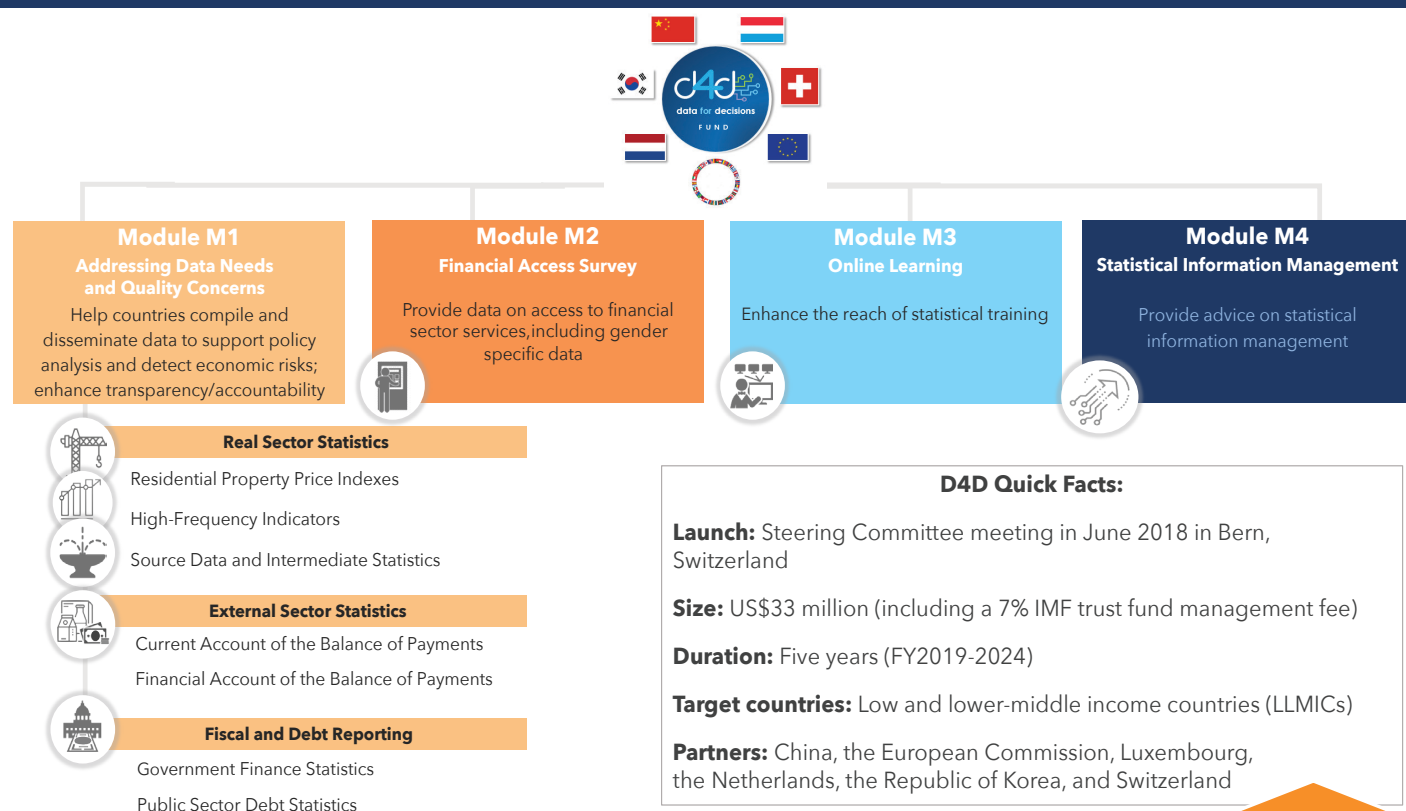 d4d
data for decisions
FUND
Module M1
Addressing Data Needs
and Quality Concerns
Help countries compile and
disseminate data to support policy
analysis and detect economic risks;
enhance transparency/accountability
Module M2
Financial Access Survey
Provide data on access to financial
sector services,including gender
specific data
Module M3
Online Learning
Enhance the reach of statistical training
Module M4
Statistical Information Management
Provide advice on statistical
information management
Real Sector Statistics
Residential Property Price Indexes
High-Frequency Indicators
Source Data and Intermediate Statistics
External Sector Statistics
Current Account of the Balance of Payments
Financial Account of the Balance of Payments
Fiscal and Debt Reporting
Government Finance Statistics
Public Sector Debt Statistics
D4D Quick Facts:
Launch: Steering Committee meeting in June 2018 in Bern,
Switzerland
Size: US$33 million (including a 7% IMF trust fund management fee)
Duration: Five years (FY2019-2024)
Target countries: Low and lower-middle income countries (LLMICs)
Partners: China, the European Commission, Luxembourg,
the Netherlands, the Republic of Korea, and Switzerland